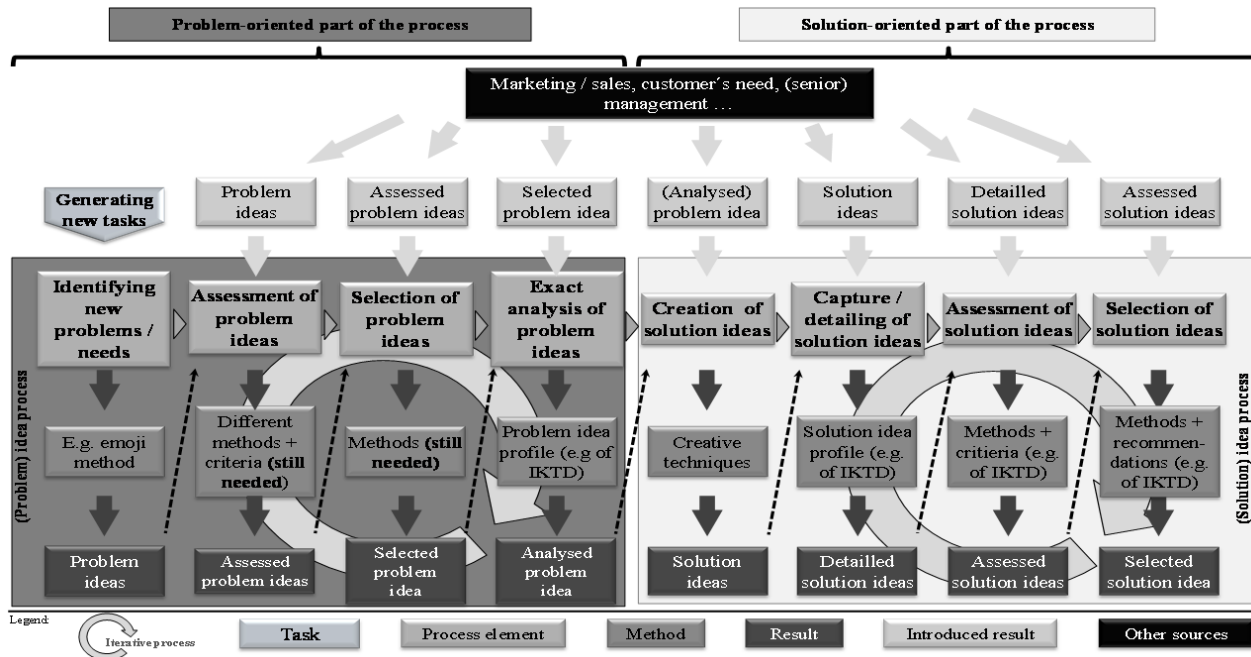 Problem-oriented part of the process
Solution-oriented part of the process
Marketing / sales, customer´s need, (senior)
management …
Generating
new tasks
Problem
ideas
Assessed
problem ideas
Selected
problem idea
(Analysed)
problem idea
Solution
ideas
Detailled
solution ideas
Assessed
solution ideas
Identifying
new
problems /
needs
Assessment of
problem
ideas
Selection of
problem
ideas
Exact
analysis of
problem
ideas
Creation of
solution ideas
Capture /
detailing of
solution ideas
Assessment of
solution ideas
Selection of
solution ideas
(Problem) idea process
E.g. emoji
method
Different
methods +
criteria (still
needed)
Methods (still
needed)
Problem idea
profile (e.g of
IKTD)
Creative
techniques
Solution idea
profile (e.g.
of IKTD)
Methods +
critieria (e.g.
of IKTD)
Methods +
recommen-
dations (e.g.
of IKTD)
(Solution) idea process
Problem
ideas
Assessed
problem ideas
Selected
problem
idea
Analysed
problem
idea
Solution
ideas
Detailled
solution ideas
Assessed
solution ideas
Selected
solution idea
Legend:
Iterative process
Task
Process element
Method
Result
Introduced result
Other sources